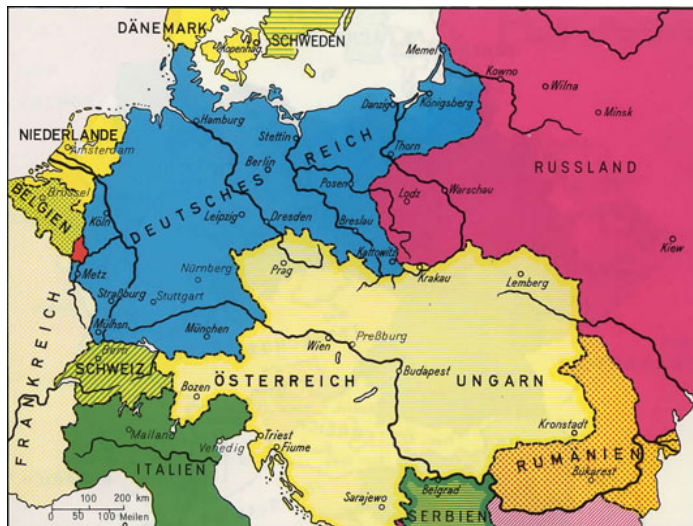 DÄNEMARK
Kopenhag.
SCHWEDEN
Memel
Kowno
Wilna
Minsk
Königsberg
Danzig
Hamburg
Stettin
NIEDERLANDE
Amsterdam
Berlin
DEUTSCHES REICH
Thorn
RUSSLAND
Posen
Warschau
Lodz
Brüssel
BELGIEN
Köln
Leipzig
Dresden
Breslau
Kattowitz
Kiew
Krakau
Lemberg
Prag
Metz
Nürnberg
Straßburg
Stuttgart
FRANKREICH
Mülhsn.
München
Wien
Preßburg
Budapest
Bern
SCHWEIZ
ÖSTERREICH
UNGARN
Bozen
Kronstadt
Mailand
Venedig
Triest
Fiume
ITALIEN
RUMÄNIEN
Bukarest
Belgrad
SERBIEN
Sarajewo
100 200 km
0 50 100 Meilen